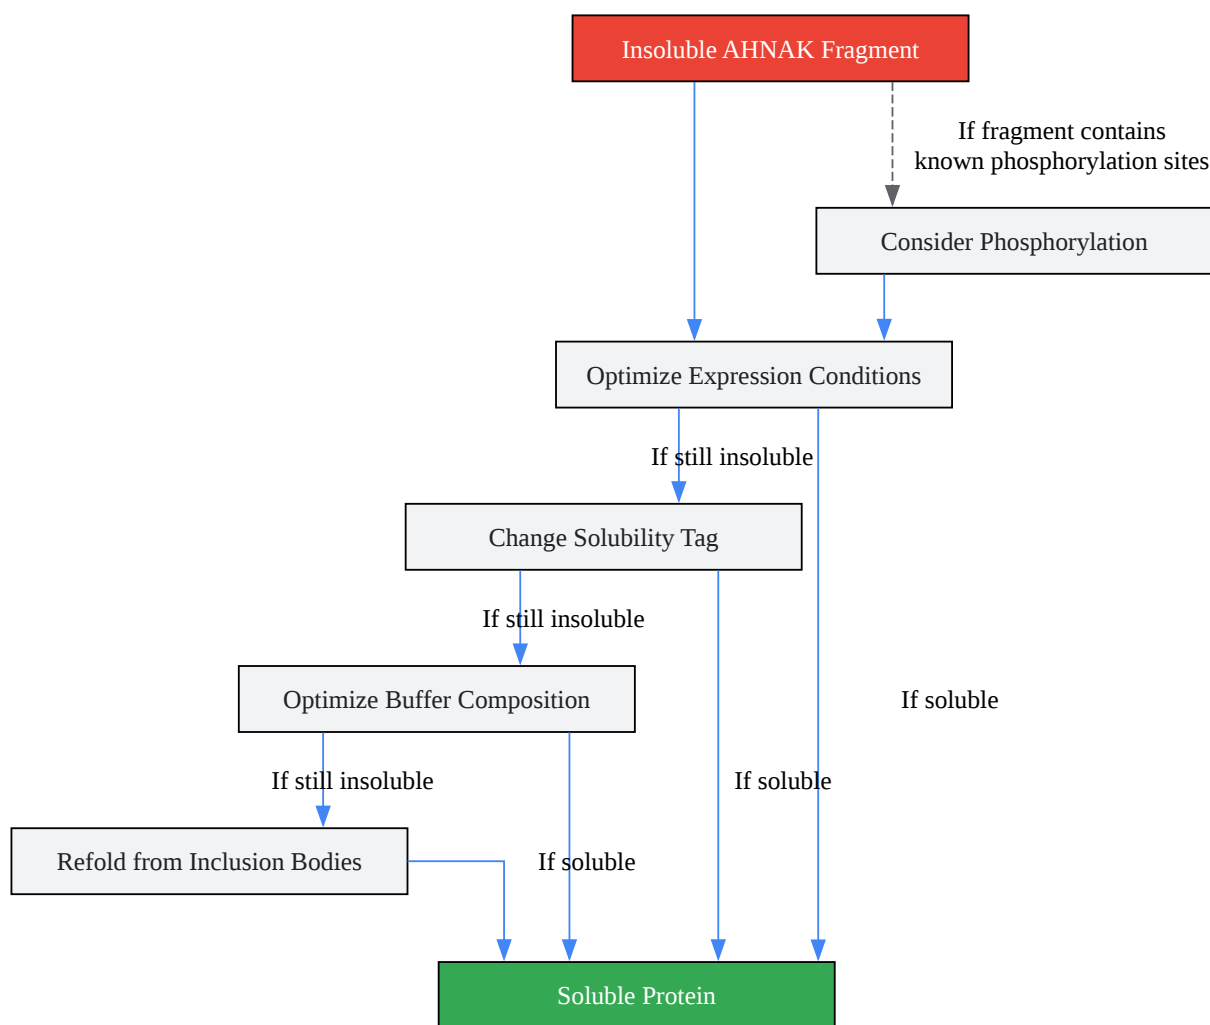 Insoluble AHNAK Fragment
If fragment contains
known phosphorylation sites
Consider Phosphorylation
Optimize Expression Conditions
If still insoluble
Change Solubility Tag
If still insoluble
Optimize Buffer Composition
If soluble
If still insoluble
If soluble
Refold from Inclusion Bodies
If soluble
Soluble Protein